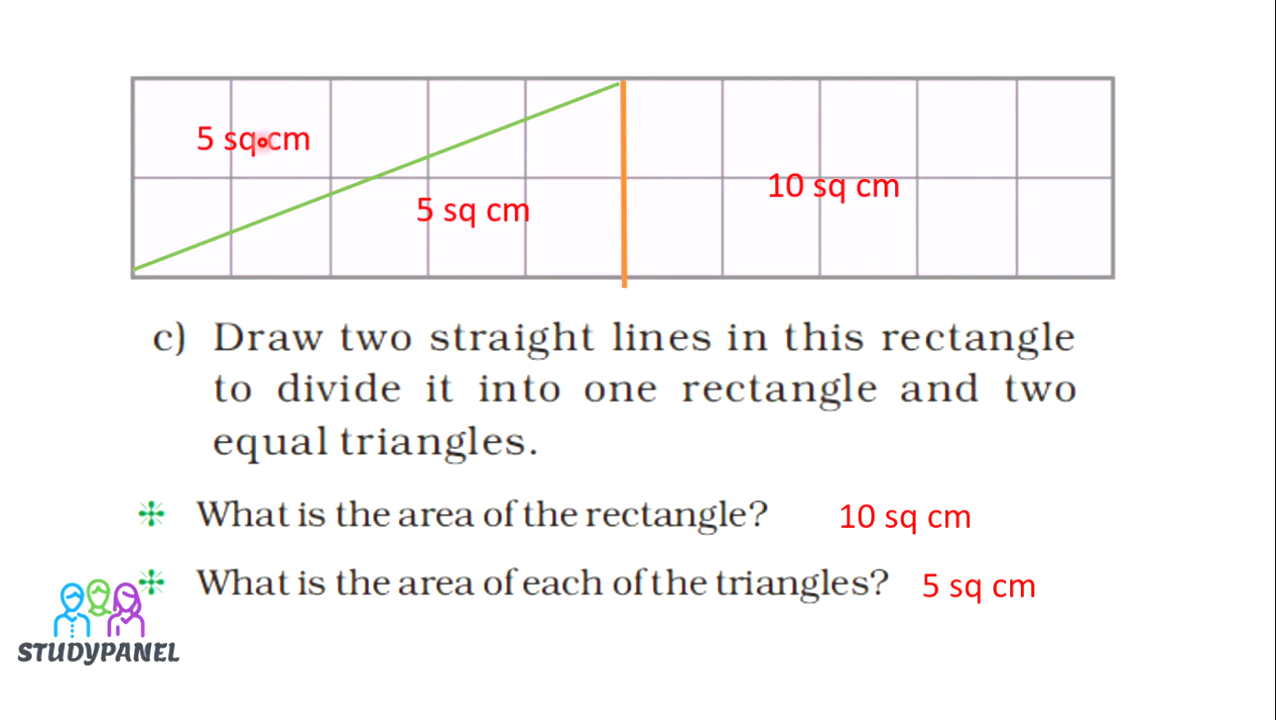 5 sq cm
10 sq cm
5 sq cm
c) Draw two straight lines in this rectangle
to divide it into one rectangle and two
equal triangles.
What is the area of the rectangle? 10 sq cm
What is the area of each of the triangles? 5 sq cm
STUDYPANEL